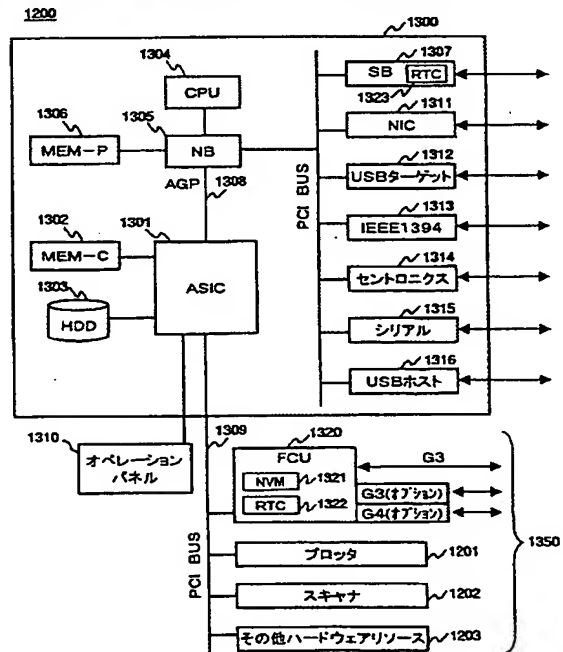 1200
1300
1304
CPU
1307
SB
RTC
1323
1306
1305
MEM-P
NB
1311
NIC
AGP
1308
1312
USBターゲット
PCI BUS
1302
1301
1313
IEEE1394
MEM-C
ASIC
1314
セントロニクス
1303
HDD
1315
シリアル
1316
USBホスト
1310
オペレーション
パネル
1309
1320
FCU
G3
NVM
1321
RTC
1322
G3(オプション)
G4(オプション)
1350
PCI BUS
プロッタ
1201
スキャナ
1202
その他ハードウェアリソース
1203